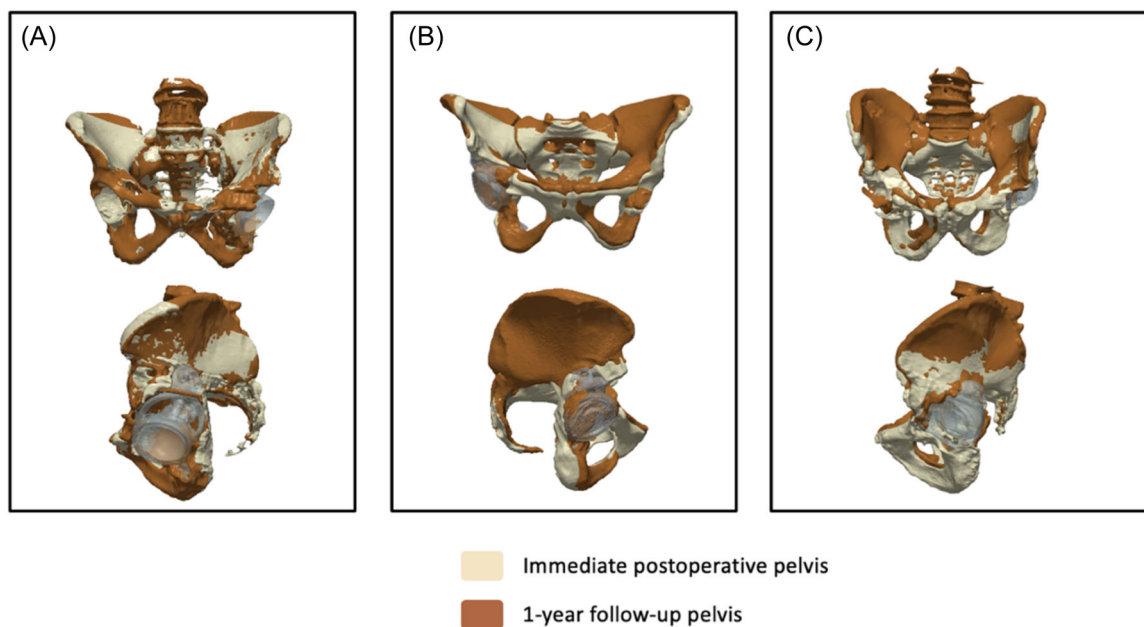 (A)
(B)
(C)
Immediate postoperative pelvis
1-year follow-up pelvis